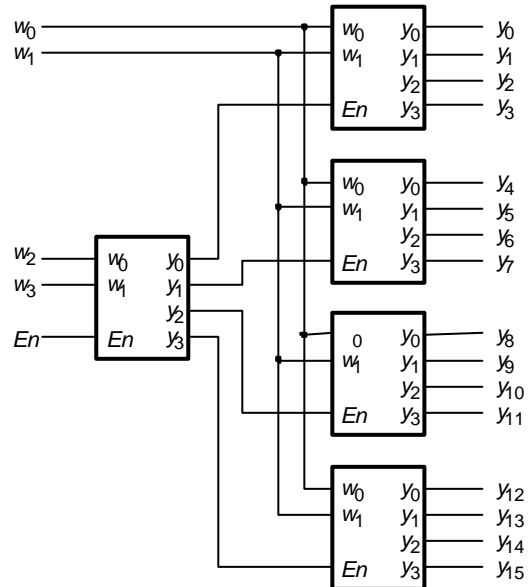 w0 w0 y0 y0
w1 w1 y1 y1
y2 y2
En y3 y3
w0 y0 y4
w1 y1 y5
y2 y6
En y3 y7
w2 w0 y0
w3 w1 y1
y2
En En y3
0 y0 y8
w1 y1 y9
y2 y10
En y3 y11
w0 y0 y12
w1 y1 y13
y2 y14
En y3 y15